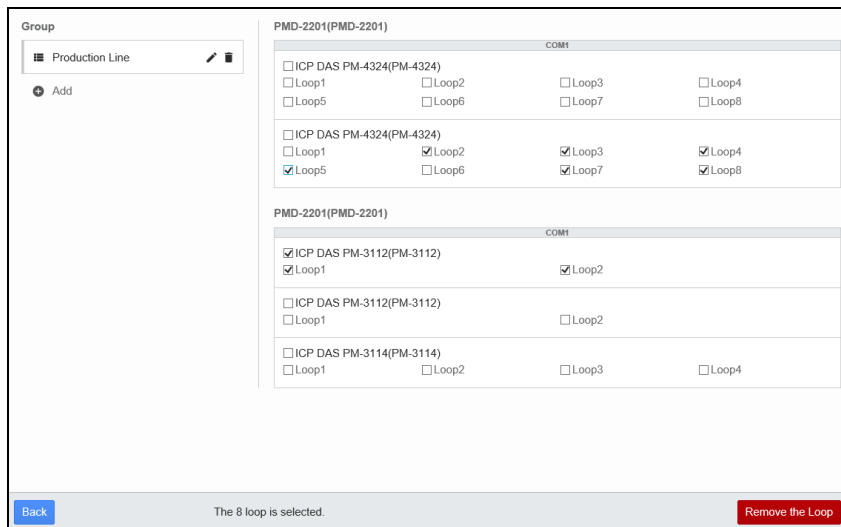 Group
Production Line
Add
PMD-2201(PMD-2201)
COM1
ICP DAS PM-4324(PM-4324)
Loop1 Loop2 Loop3 Loop4
Loop5 Loop6 Loop7 Loop8
ICP DAS PM-4324(PM-4324)
Loop1 Loop2 Loop3 Loop4
Loop5 Loop6 Loop7 Loop8
PMD-2201(PMD-2201)
COM1
ICP DAS PM-3112(PM-3112)
Loop1 Loop2
ICP DAS PM-3112(PM-3112)
Loop1 Loop2
ICP DAS PM-3114(PM-3114)
Loop1 Loop2 Loop3 Loop4
Back The 8 loop is selected. Remove the Loop